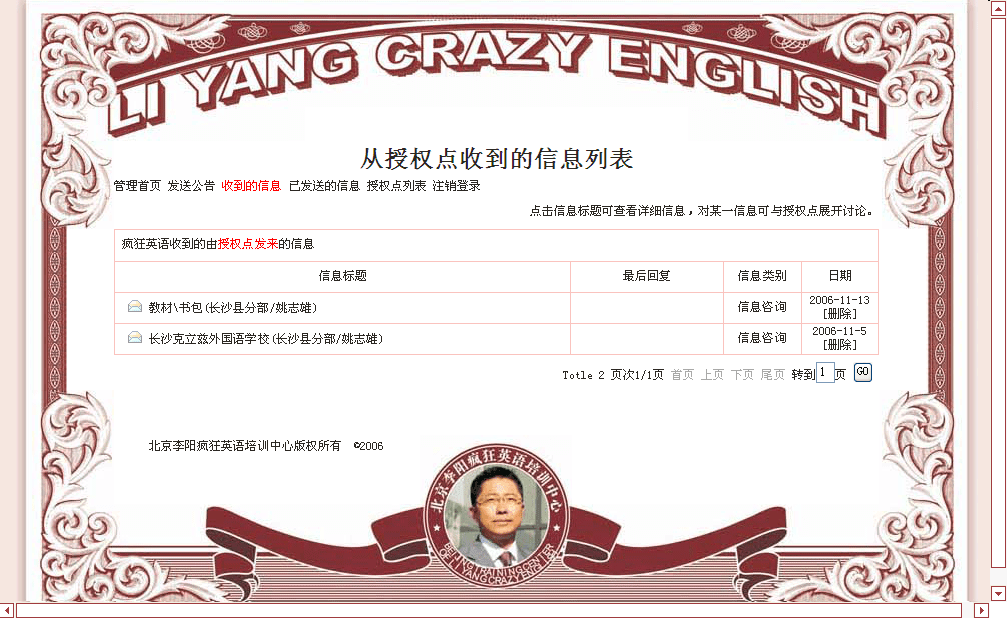 LI YANG CRAZY ENGLISH
从授权点收到的信息列表
管理首页 发送公告 收到的信息 已发送的信息 授权点列表 注销登录
点击信息标题可查看详细信息，对某一信息可与授权点展开讨论。
疯狂英语收到的由授权点发来的信息
信息标题 最后回复 信息类别 日期
教材\书包(长沙县分部/姚志雄) 信息咨询 2006-11-13
[删除]
长沙克立兹外国语学校(长沙县分部/姚志雄) 信息咨询 2006-11-5
[删除]
Totle 2 页次1/1页 首页 上页 下页 尾页 转到 1 页 GO
北京李阳疯狂英语培训中心版权所有 ©2006
北京李阳疯狂英语培训中心
BEIJING TRAINING CENTER
OF LI YANG CRAZY ENGLISH